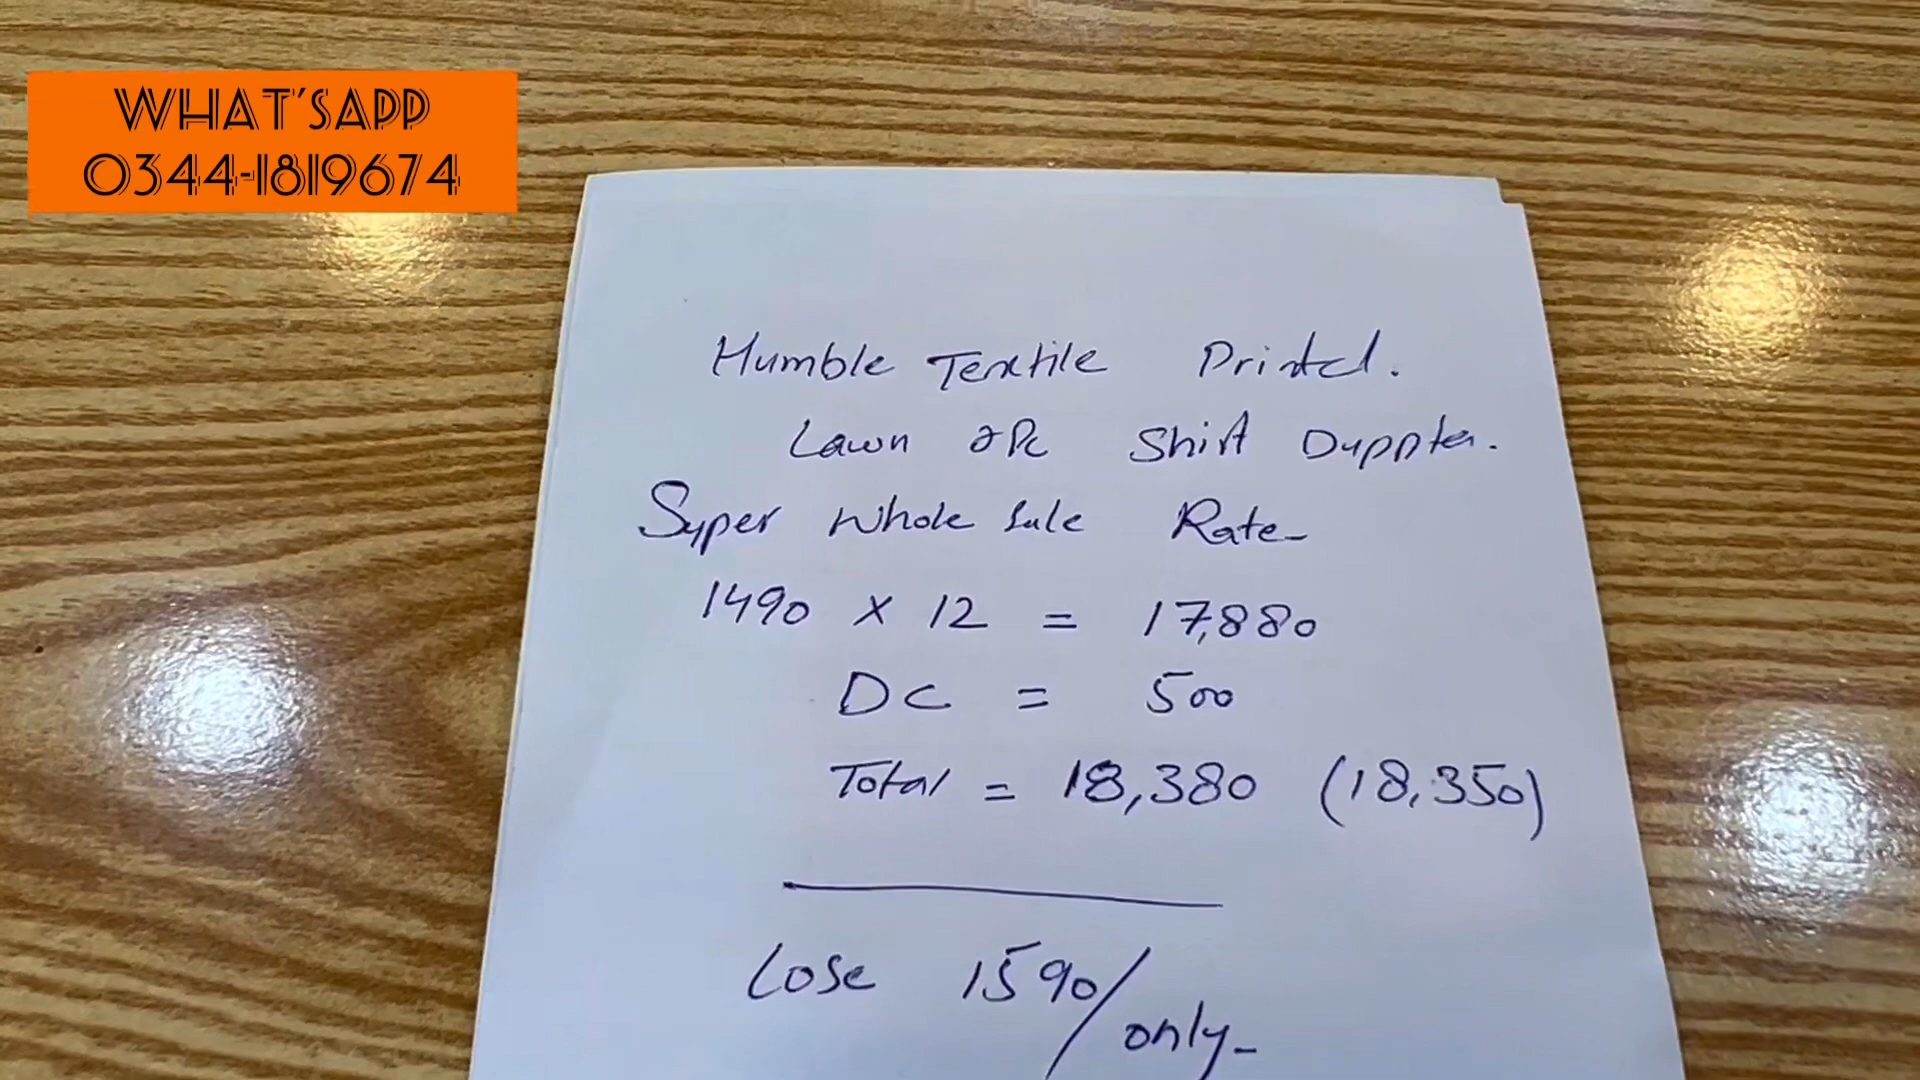 WHAT'SAPP
0344-1819674
Humble Textile Printed.
Lawn 2Pc Shirt Duppter.
Super Whole Sale Rate-
1490 x 12 = 17,880
DC = 500
Total = 18,380 (18,350)
Lose 1590/
only-